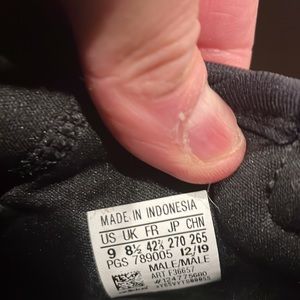 MADE IN INDONESIA
US UK FR JP CHN
9 8½ 42⅔ 270 265
PGS 789005 12/19
MALE/MALE
ART F36657